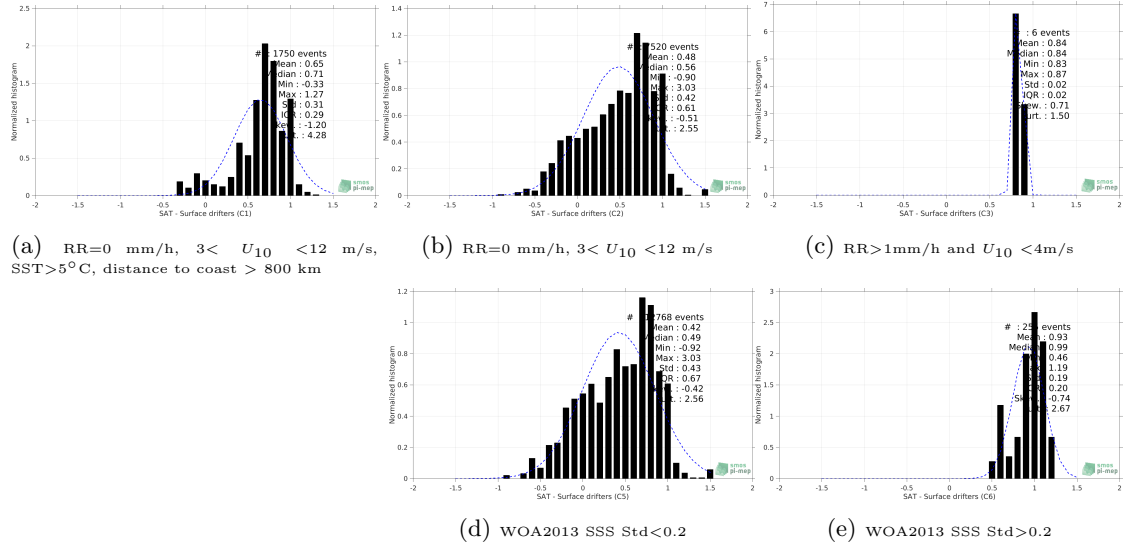 2.5
2
1.5
1
0.5
0
-2 -1.5 -1 -0.5 0 0.5 1 1.5 2
Normalized histogram
SAT - Surface drifters (C1)
# : 1750 events
Mean : 0.65
Median : 0.71
Min : -0.33
Max : 1.27
Std : 0.31
IQR : 0.29
Skew. : -1.20
Kurt. : 4.28
smos
pi-mep
(a) RR=0 mm/h, 3< U10 <12 m/s,
SST>5°C, distance to coast > 800 km
1.4
1.2
1
0.8
0.6
0.4
0.2
0
-2 -1.5 -1 -0.5 0 0.5 1 1.5 2
Normalized histogram
SAT - Surface drifters (C2)
# : 7520 events
Mean : 0.48
Median : 0.56
Min : -0.90
Max : 3.03
Std : 0.42
IQR : 0.61
Skew. : -0.51
Kurt. : 2.55
smos
pi-mep
(b) RR=0 mm/h, 3< U10 <12 m/s
7
6
5
4
3
2
1
0
-2 -1.5 -1 -0.5 0 0.5 1 1.5 2
Normalized histogram
SAT - Surface drifters (C3)
# : 6 events
Mean : 0.84
Median : 0.84
Min : 0.83
Max : 0.87
Std : 0.02
IQR : 0.02
Skew. : 0.71
Kurt. : 1.50
smos
pi-mep
(c) RR>1mm/h and U10 <4m/s
1.2
1
0.8
0.6
0.4
0.2
0
-2 -1.5 -1 -0.5 0 0.5 1 1.5 2
Normalized histogram
SAT - Surface drifters (C5)
# : 12768 events
Mean : 0.42
Median : 0.49
Min : -0.92
Max : 3.03
Std : 0.43
IQR : 0.67
Skew. : -0.42
Kurt. : 2.56
smos
pi-mep
(d) WOA2013 SSS Std<0.2
3
2.5
2
1.5
1
0.5
0
-2 -1.5 -1 -0.5 0 0.5 1 1.5 2
Normalized histogram
SAT - Surface drifters (C6)
# : events
Mean : 0.93
Median : 0.99
Min : 0.46
Max : 1.19
Std : 0.19
IQR : 0.20
Skew. : -0.74
Kurt. : 2.67
smos
pi-mep
(e) WOA2013 SSS Std>0.2